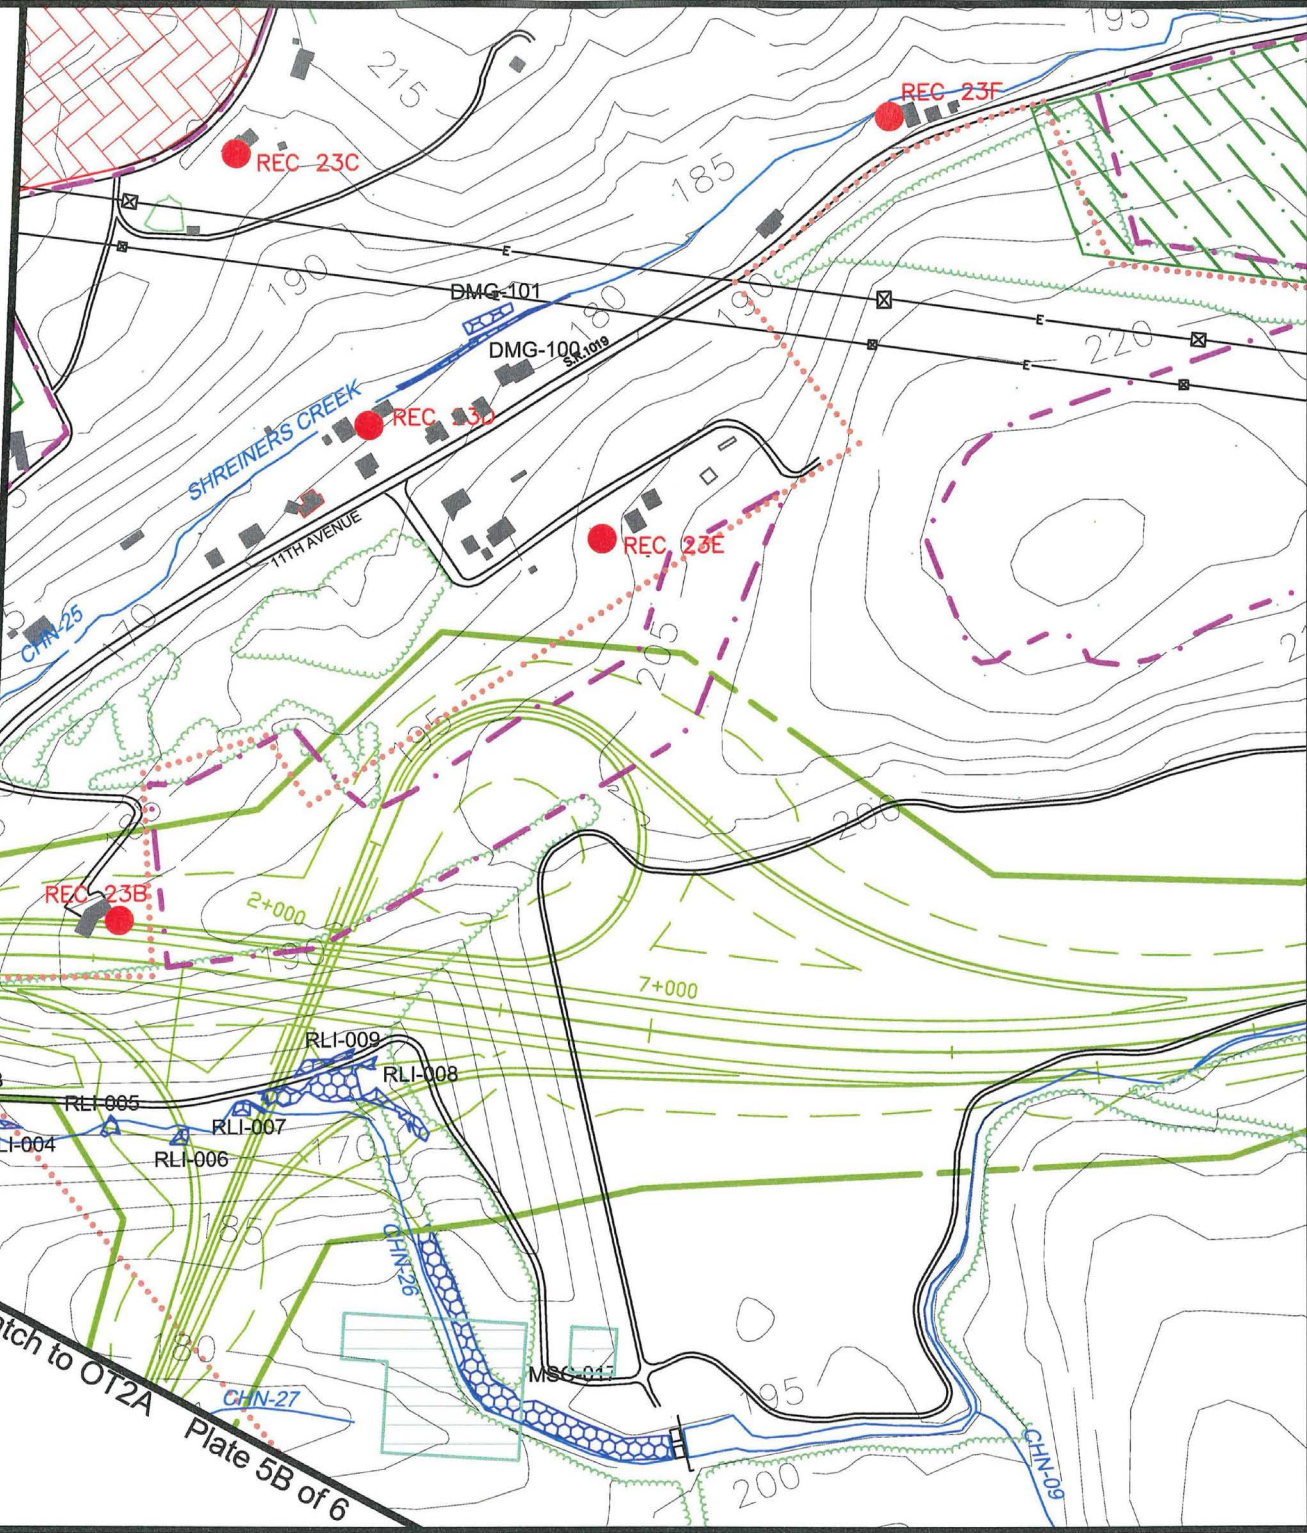 195
REC 23F
215
REC 23C
185
E
190
DMG-101
180
190
E
DMG-100
S.R.1019
220
E
SHREINERS CREEK
REC 23D
11TH AVENUE
REC 23E
CHN-25
170
205
195
200
REC 23B
2+000
190
7+000
RLI-009
RLI-008
RLI-005
RLI-007
LI-004
RLI-006
170
185
CHN-26
180
MSC-017
atch to OT2A
CHN-27
195
Plate 5B of 6
CHN-09
200